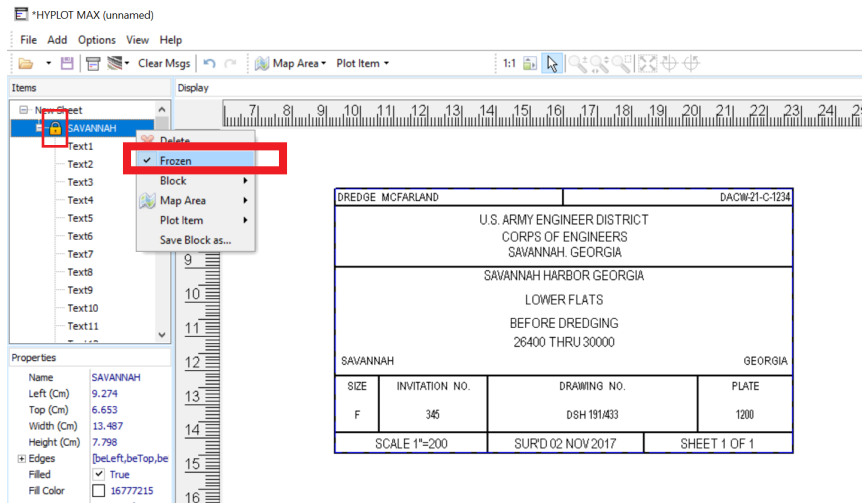 *HYPLOT MAX (unnamed)
File Add Options View Help
Clear Msgs Map Area Plot Item 1:1
Items
Display
New Sheet
SAVANNAH
Text1
Text2
Text3
Text4
Text5
Text6
Text7
Text8
Text9
Text10
Text11
Delete
Frozen
Block
Map Area
Plot Item
Save Block as...
7 8 9 10 11 12 13 14 15 16 17 18 19 20 21 22 23 24
9
10
11
12
13
14
15
16
DREDGE MCFARLAND DACW-21-C-1234
U.S. ARMY ENGINEER DISTRICT
CORPS OF ENGINEERS
SAVANNAH. GEORGIA
SAVANNAH HARBOR GEORGIA
LOWER FLATS
BEFORE DREDGING
26400 THRU 30000
SAVANNAH GEORGIA
SIZE INVITATION NO. DRAWING NO. PLATE
F 345 DSH 191/433 1200
SCALE 1"=200 SUR'D 02 NOV 2017 SHEET 1 OF 1
Properties
Name SAVANNAH
Left (Cm) 9.274
Top (Cm) 6.653
Width (Cm) 13.487
Height (Cm) 7.798
Edges [beLeft,beTop,be
Filled True
Fill Color 16777215